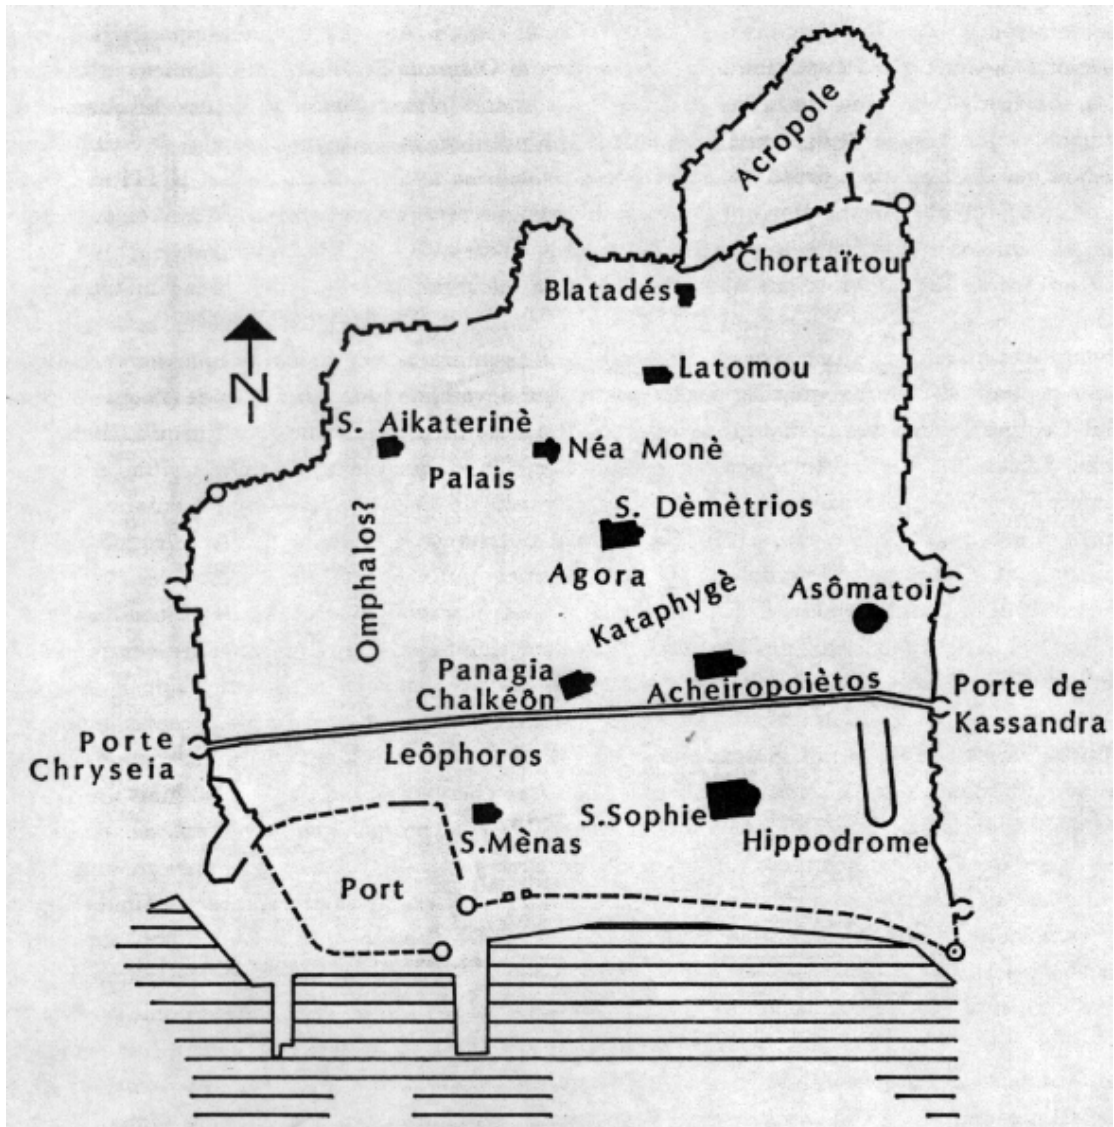 Acropole
Chortaïtou
Blatadés
Latomou
N
S. Aikaterinè
Néa Monè
Palais
S. Dèmètrios
Omphalos?
Agora
Kataphygè
Asômatoi
Panagia
Chalkéôn
Acheiropoiètos
Porte de
Kassandra
Porte
Chryseia
Leôphoros
S.Sophie
S.Mènas
Hippodrome
Port